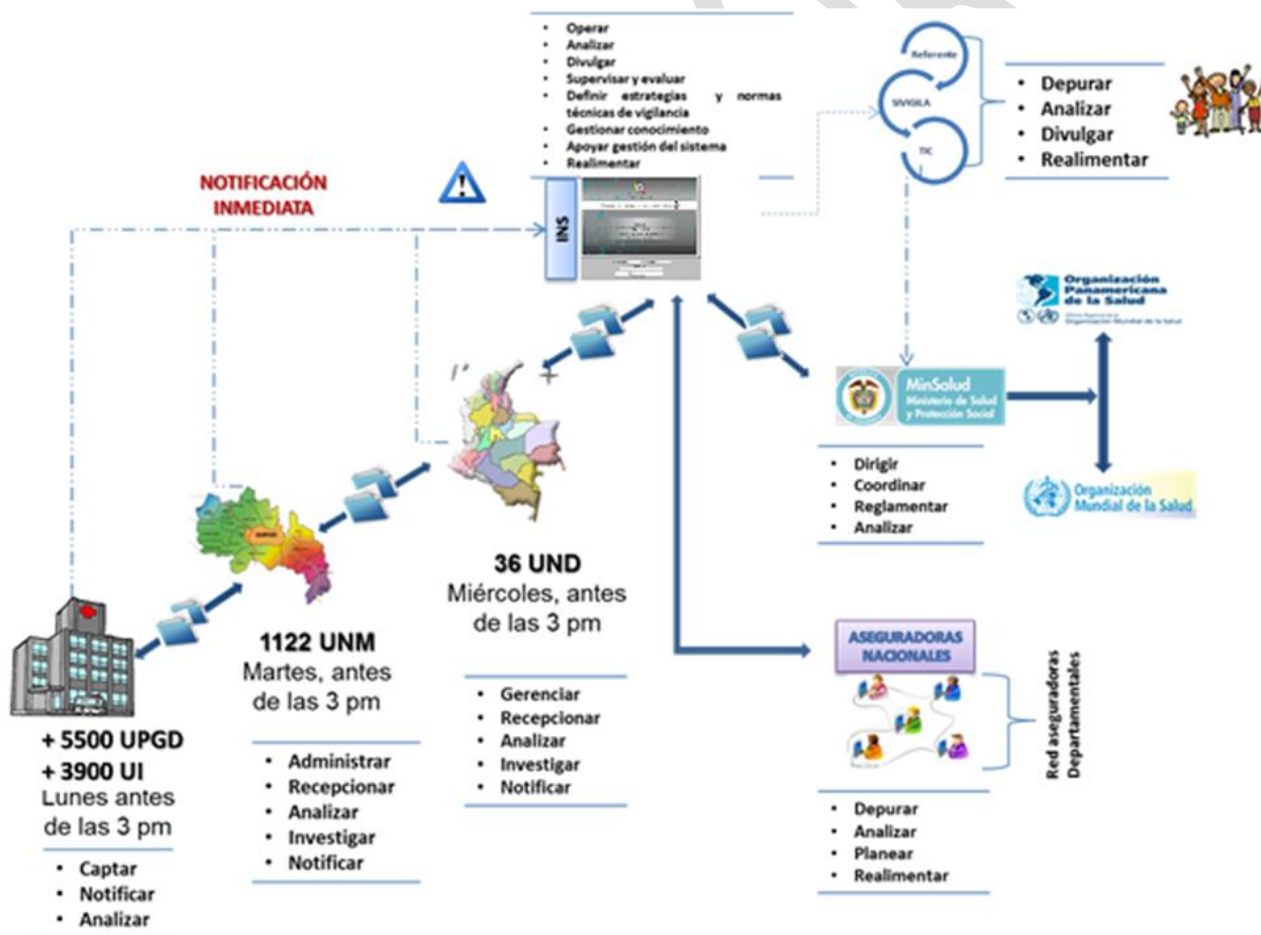 • Operar
• Analizar
• Divulgar
• Supervisar y evaluar
• Definir estrategias y normas
técnicas de vigilancia
• Gestionar conocimiento
• Apoyar gestión del sistema
• Realimentar
Referente
SIVIGILA
TIC
• Depurar
• Analizar
• Divulgar
• Realimentar
NOTIFICACIÓN
INMEDIATA
INS
Organización
Panamericana
de la Salud
Organización Mundial de la Salud
MinSalud
Ministerio de Salud
y Protección Social
• Dirigir
• Coordinar
• Reglamentar
• Analizar
Organización
Mundial de la Salud
36 UND
Miércoles, antes
de las 3 pm
• Gerenciar
• Recepcionar
• Analizar
• Investigar
• Notificar
1122 UNM
Martes, antes
de las 3 pm
• Administrar
• Recepcionar
• Analizar
• Investigar
• Notificar
+ 5500 UPGD
+ 3900 UI
Lunes antes
de las 3 pm
• Captar
• Notificar
• Analizar
ASEGURADORAS
NACIONALES
Red aseguradoras
Departamentales
• Depurar
• Analizar
• Planear
• Realimentar